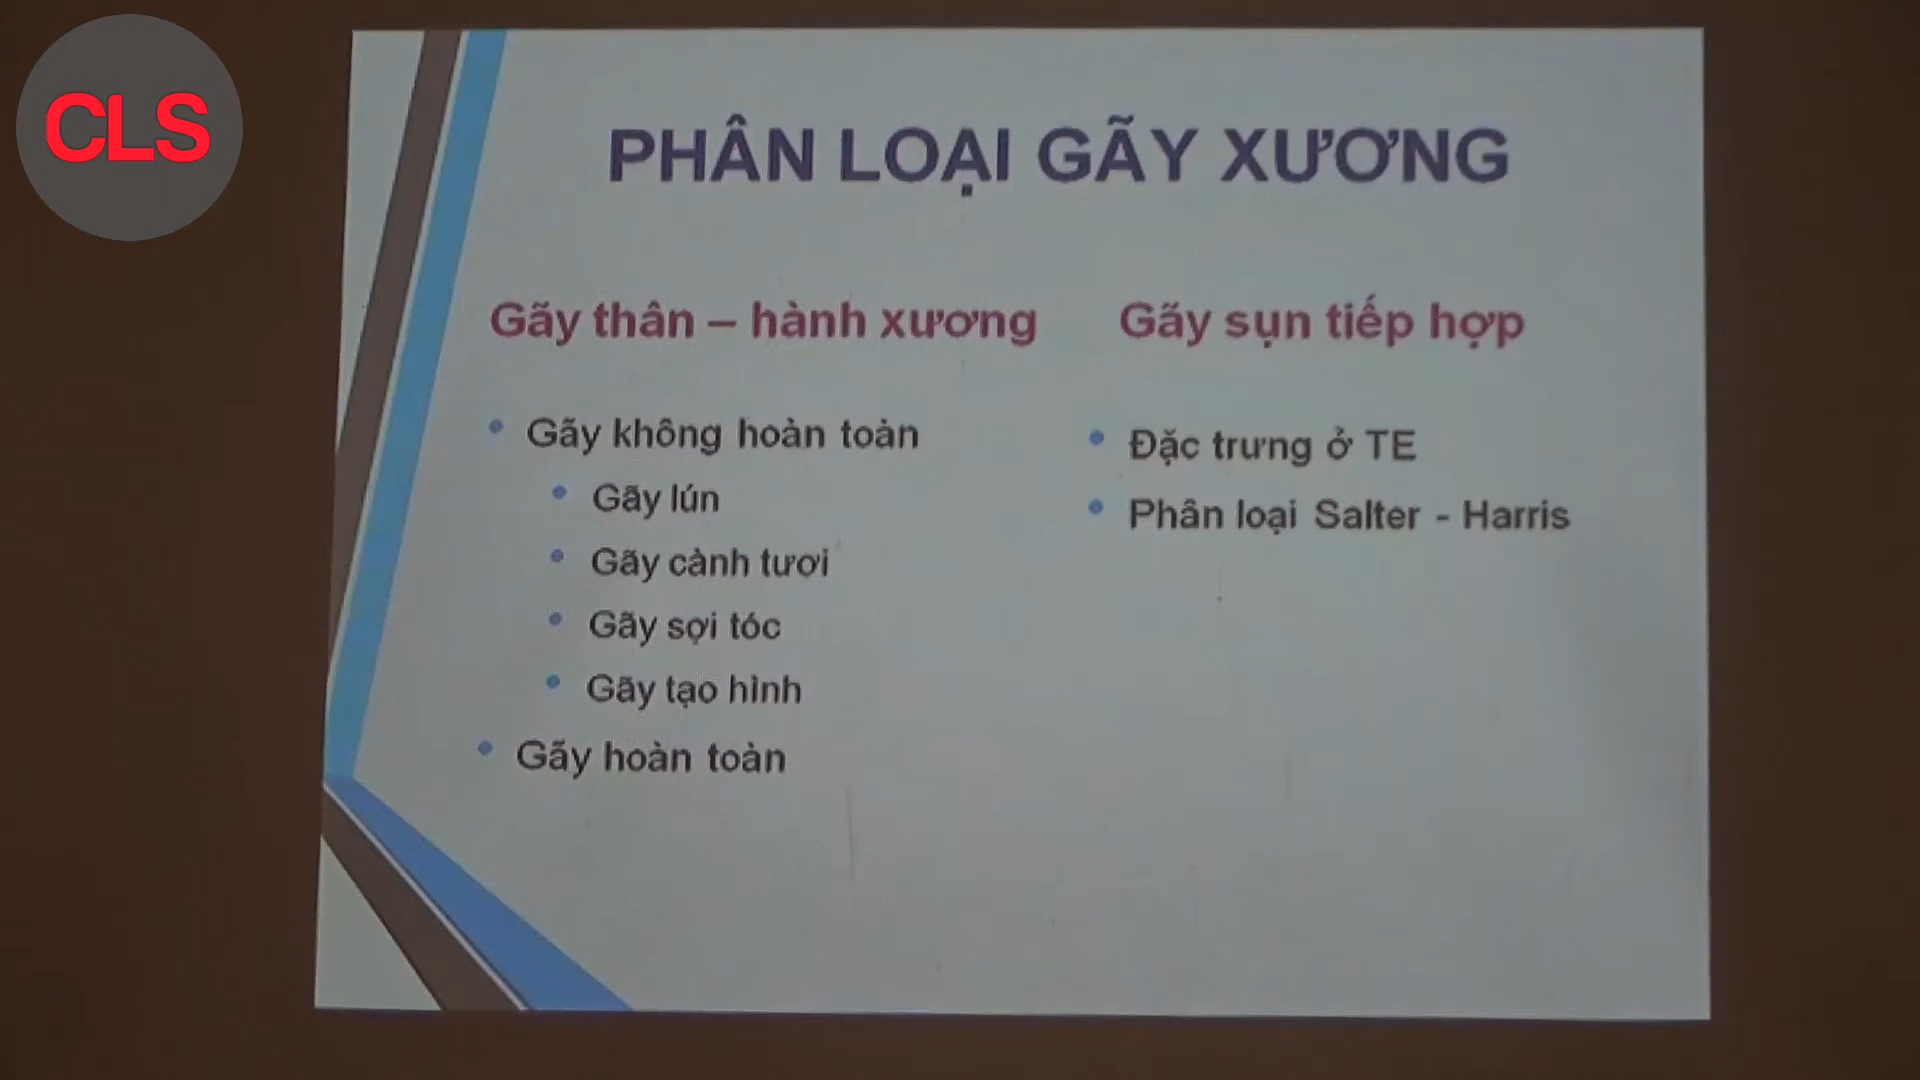 CLS
PHÂN LOẠI GÃY XƯƠNG
Gãy thân – hành xương
Gãy không hoàn toàn
Gãy lún
Gãy cành tươi
Gãy sợi tóc
Gãy tạo hình
Gãy hoàn toàn
Gãy sụn tiếp hợp
Đặc trưng ở TE
Phân loại Salter - Harris